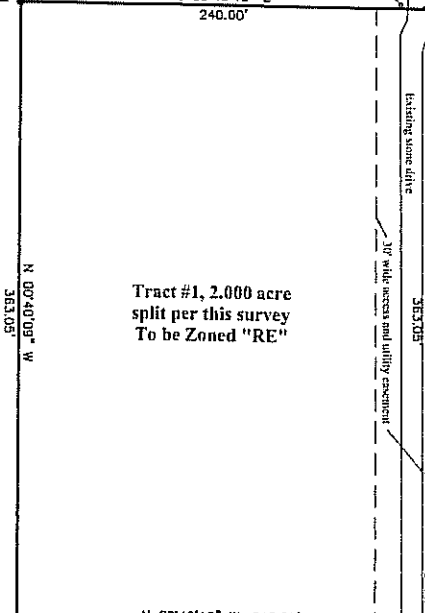 240.00'
Existing stone drive
363.05'
30' wide access and utility easement
Tract #1, 2.000 acre
split per this survey
To be Zoned "RE"
N 00°40'09" W
363.05'